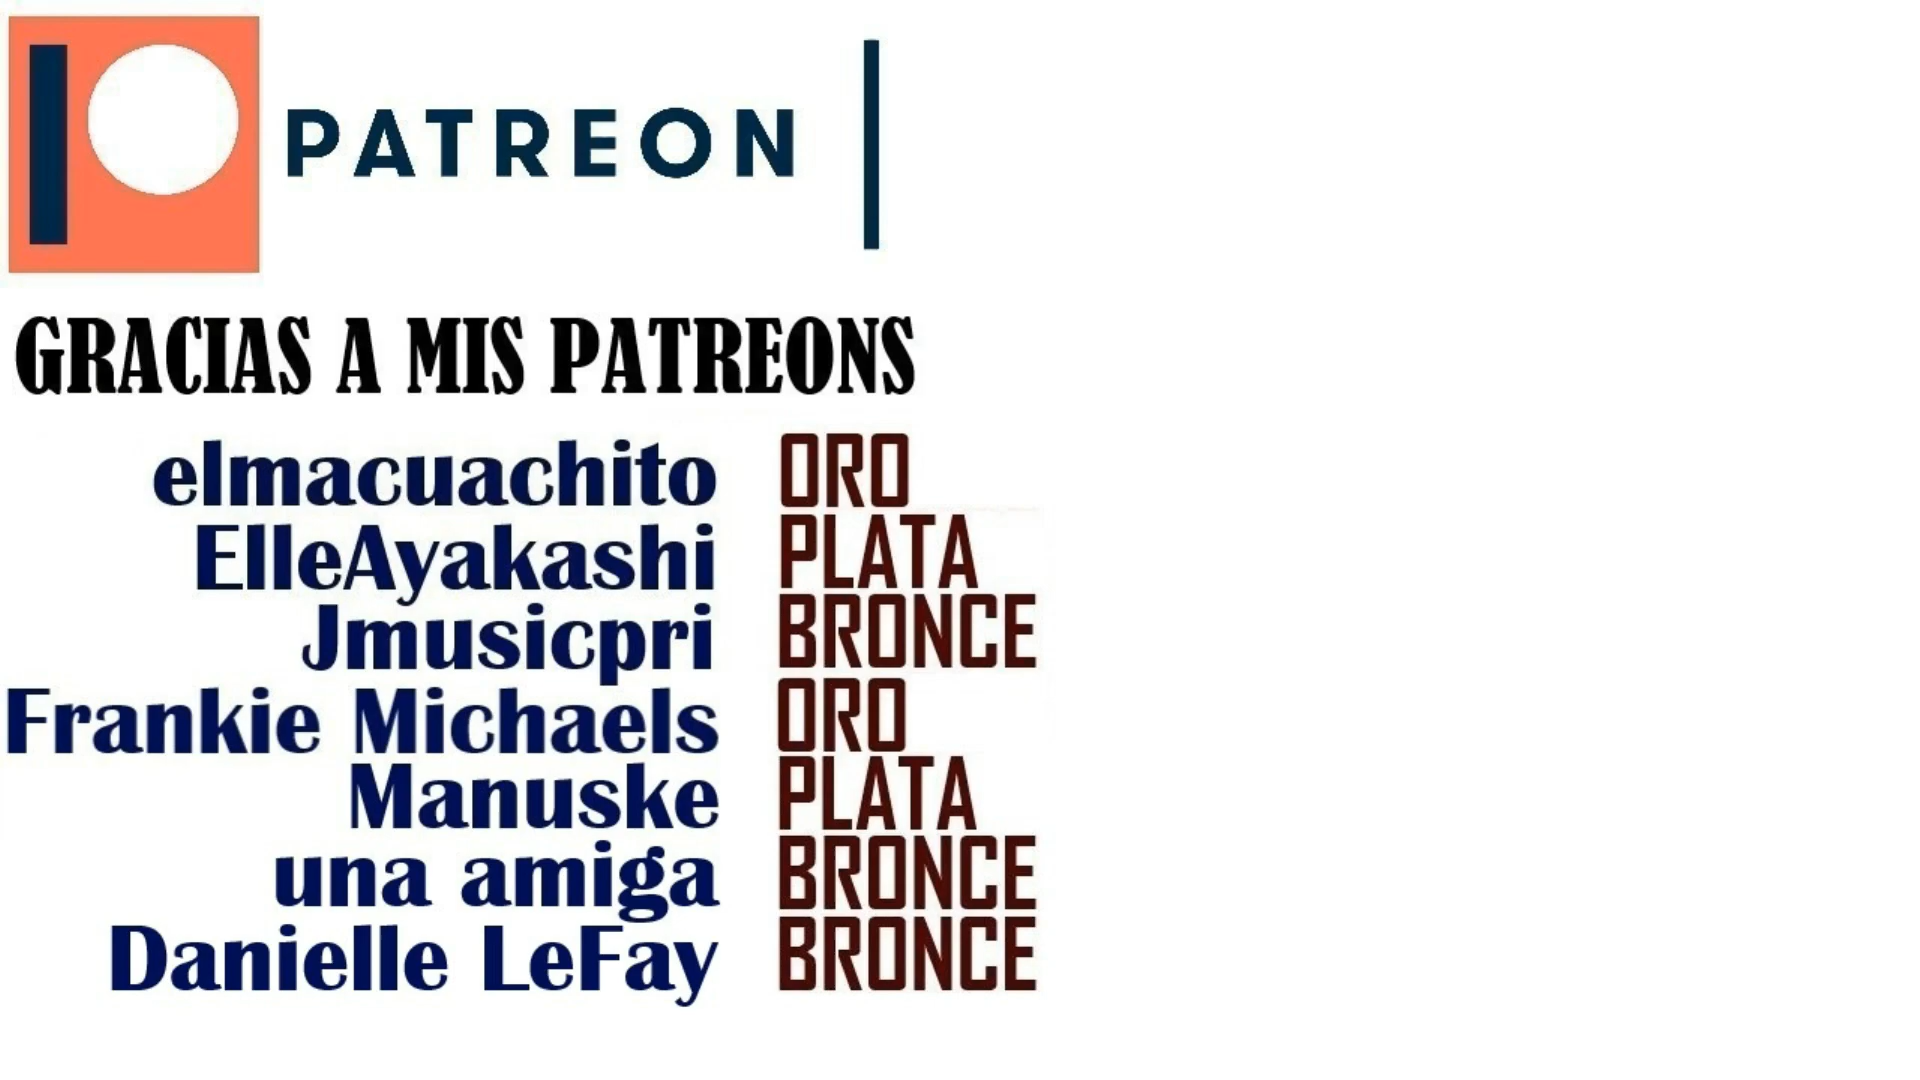 PATREON
GRACIAS A MIS PATREONS
elmacuachito ORO
ElleAyakashi PLATA
Jmusicpri BRONCE
Frankie Michaels ORO
Manuske PLATA
una amiga BRONCE
Danielle LeFay BRONCE